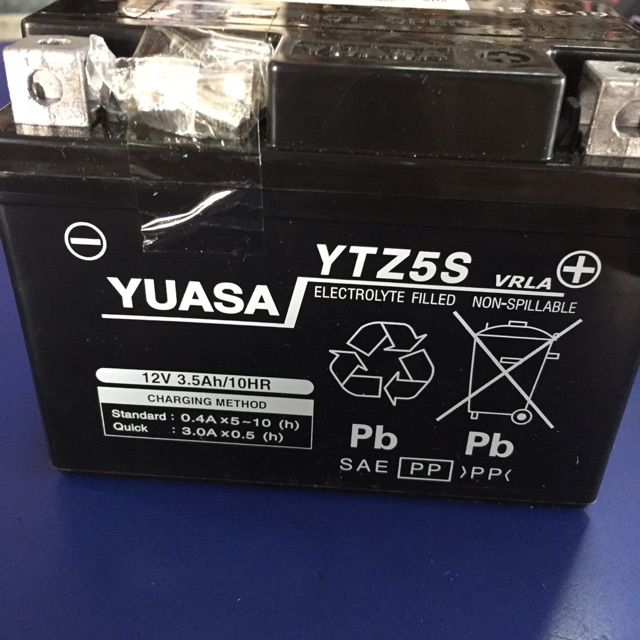 YTZ5S VRLA
YUASA
ELECTROLYTE FILLED NON-SPILLABLE
12V 3.5Ah/10HR
CHARGING METHOD
Standard : 0.4A×5~10 (h)
Quick : 3.0A×0.5 (h)
Pb
Pb
SAE PP >PP<